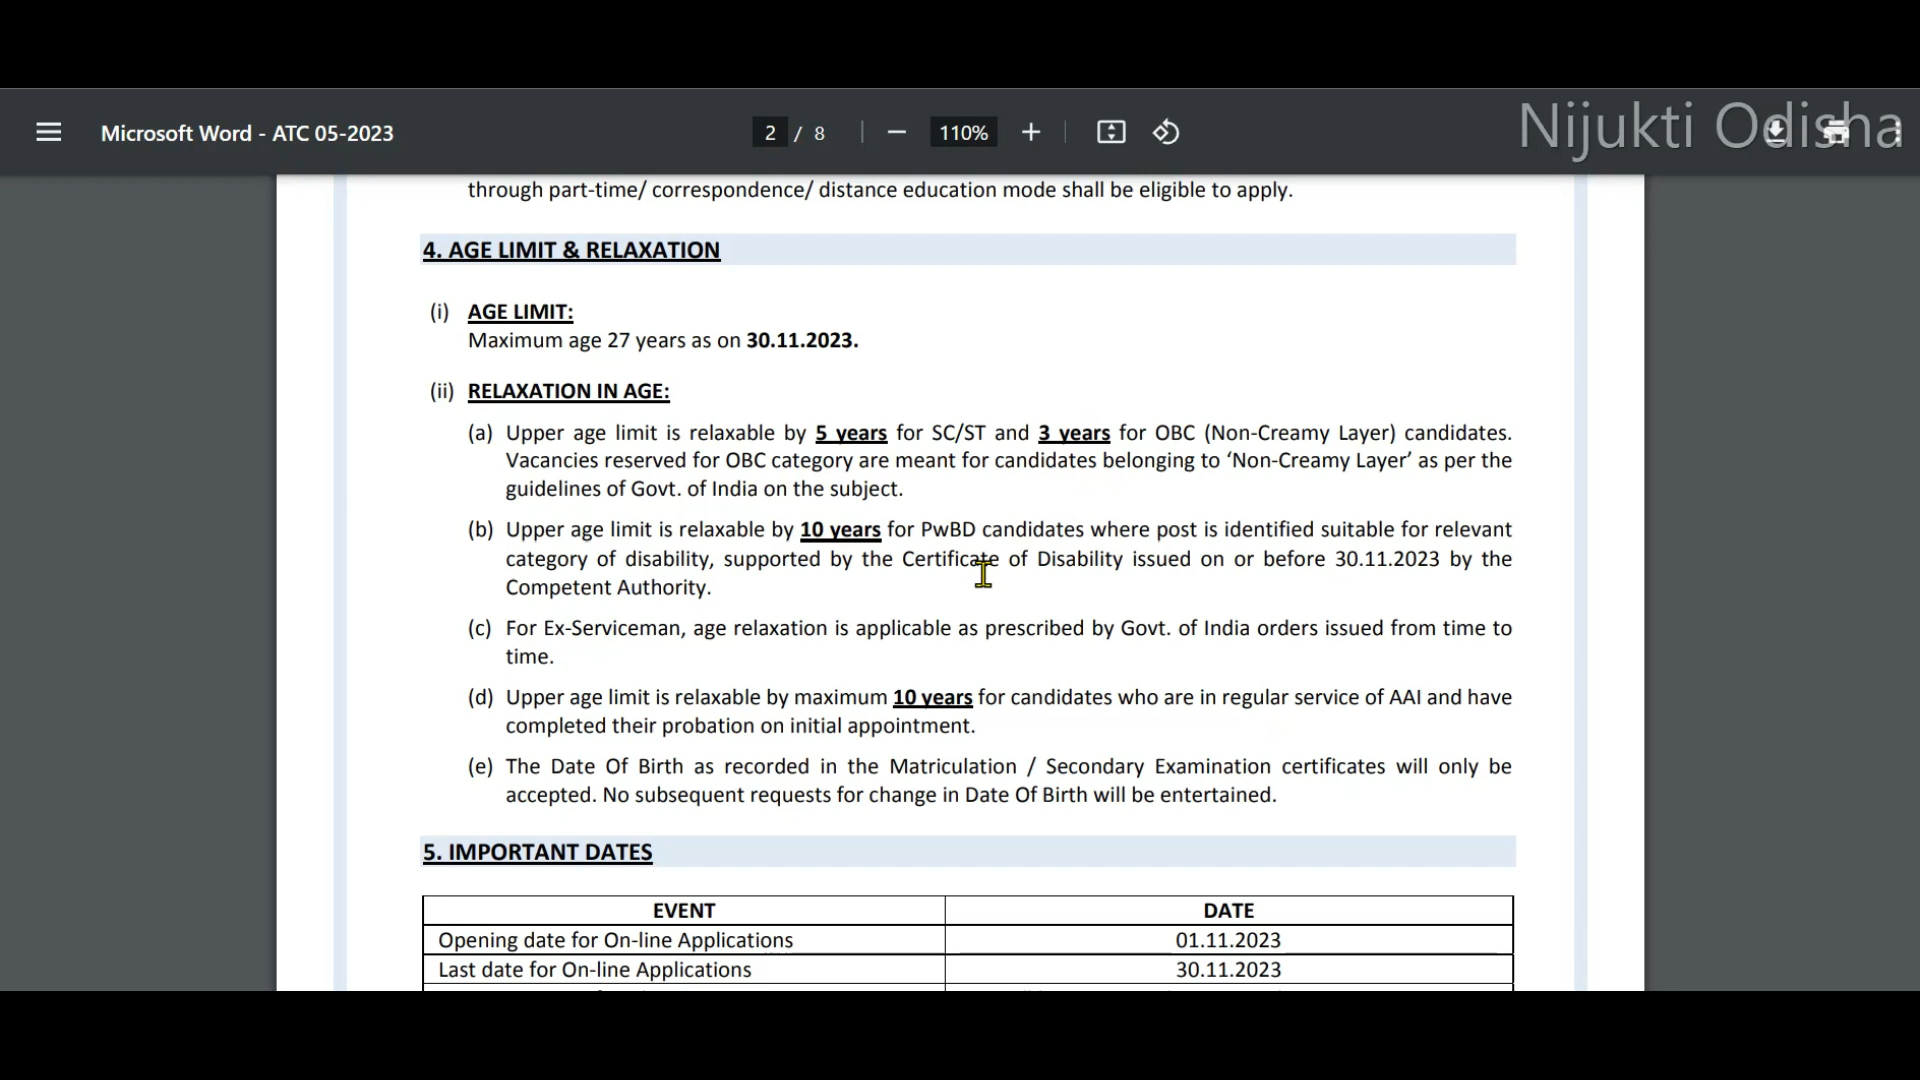 Microsoft Word - ATC 05-2023
2 / 8
110%
Nijukti Odisha
through part-time/ correspondence/ distance education mode shall be eligible to apply.
4. AGE LIMIT & RELAXATION
(i) AGE LIMIT:
Maximum age 27 years as on 30.11.2023.
(ii) RELAXATION IN AGE:
(a) Upper age limit is relaxable by 5 years for SC/ST and 3 years for OBC (Non-Creamy Layer) candidates.
Vacancies reserved for OBC category are meant for candidates belonging to ‘Non-Creamy Layer’ as per the
guidelines of Govt. of India on the subject.
(b) Upper age limit is relaxable by 10 years for PwBD candidates where post is identified suitable for relevant
category of disability, supported by the Certificate of Disability issued on or before 30.11.2023 by the
Competent Authority.
(c) For Ex-Serviceman, age relaxation is applicable as prescribed by Govt. of India orders issued from time to
time.
(d) Upper age limit is relaxable by maximum 10 years for candidates who are in regular service of AAI and have
completed their probation on initial appointment.
(e) The Date Of Birth as recorded in the Matriculation / Secondary Examination certificates will only be
accepted. No subsequent requests for change in Date Of Birth will be entertained.
5. IMPORTANT DATES
EVENT DATE
Opening date for On-line Applications 01.11.2023
Last date for On-line Applications 30.11.2023